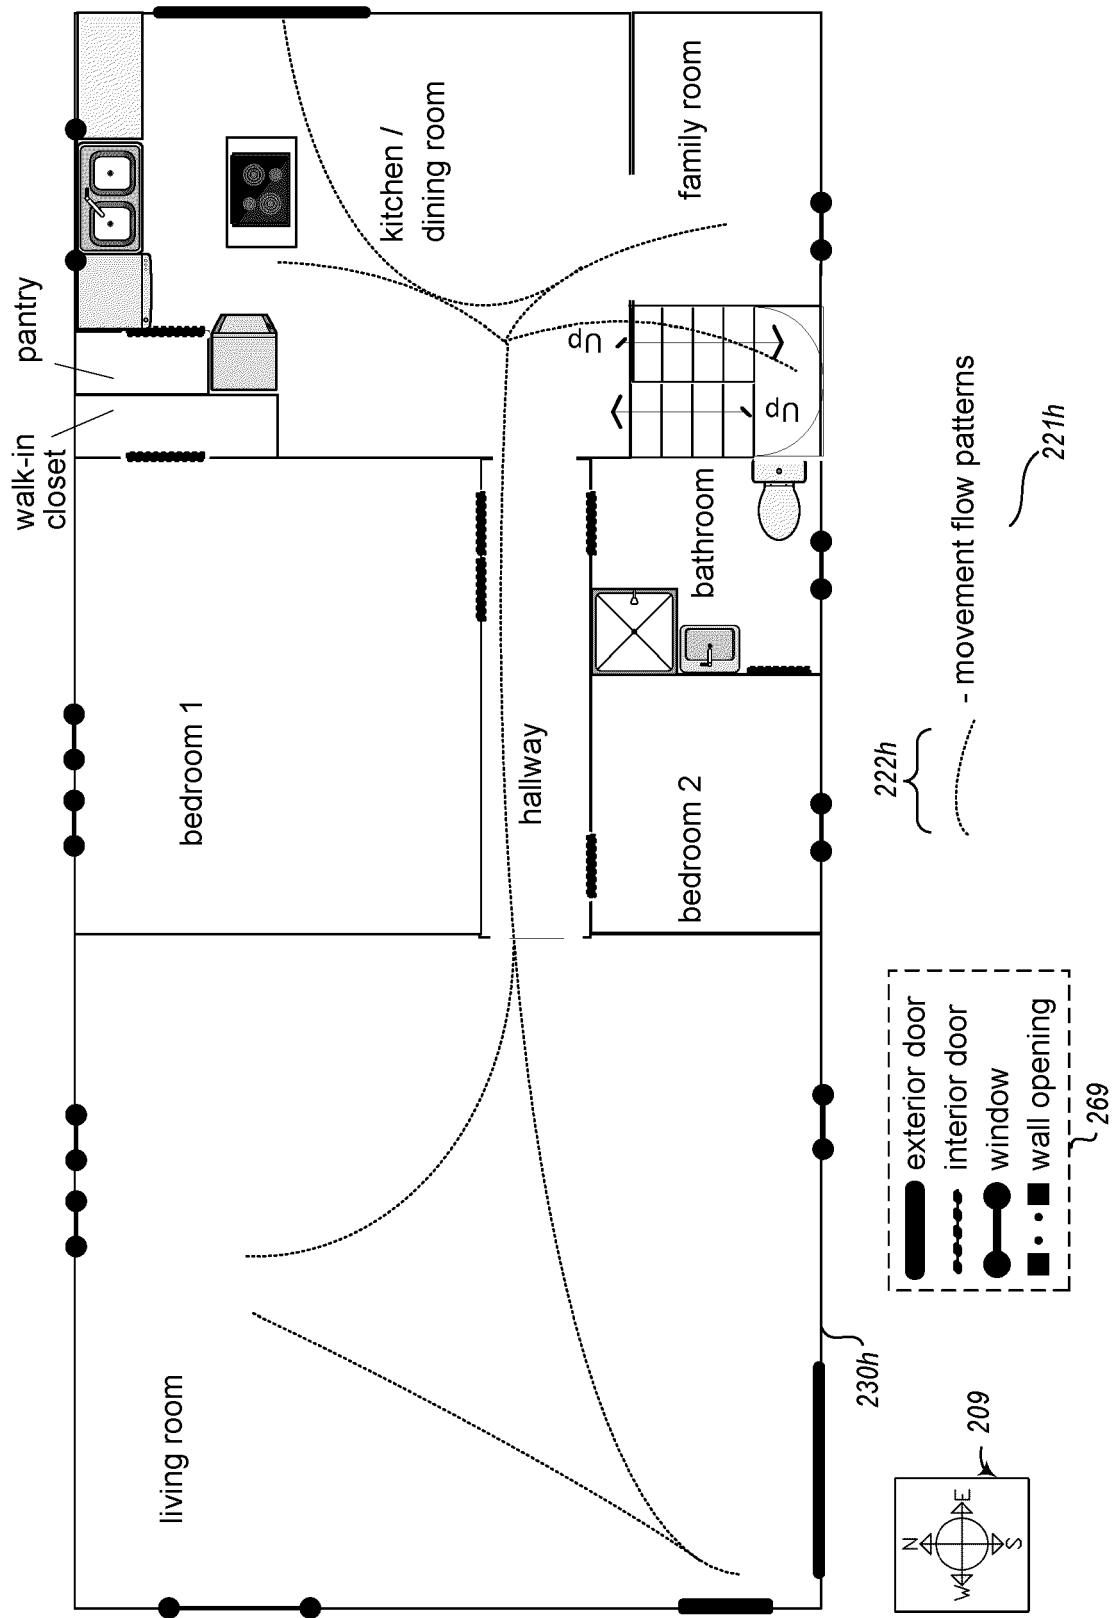 walk-in
closet
pantry
living room
bedroom 1
kitchen /
dining room
hallway
Up
family room
bedroom 2
bathroom
Up
230h
222h
- movement flow patterns
221h
N
W
E
S
209
exterior door
interior door
window
wall opening
269